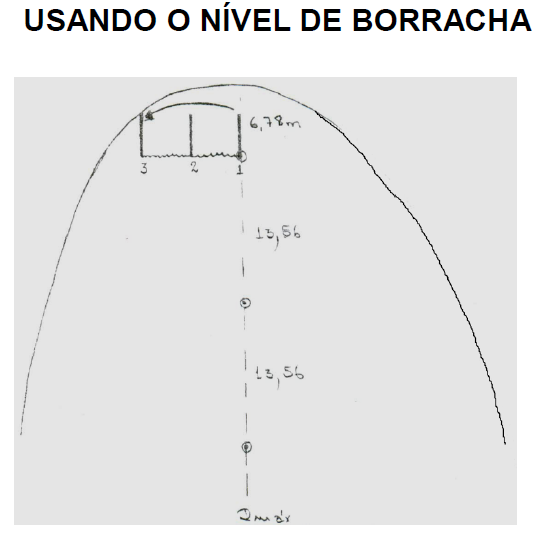 USANDO O NÍVEL DE BORRACHA
6,78m
3 2 1
13,56
13,56